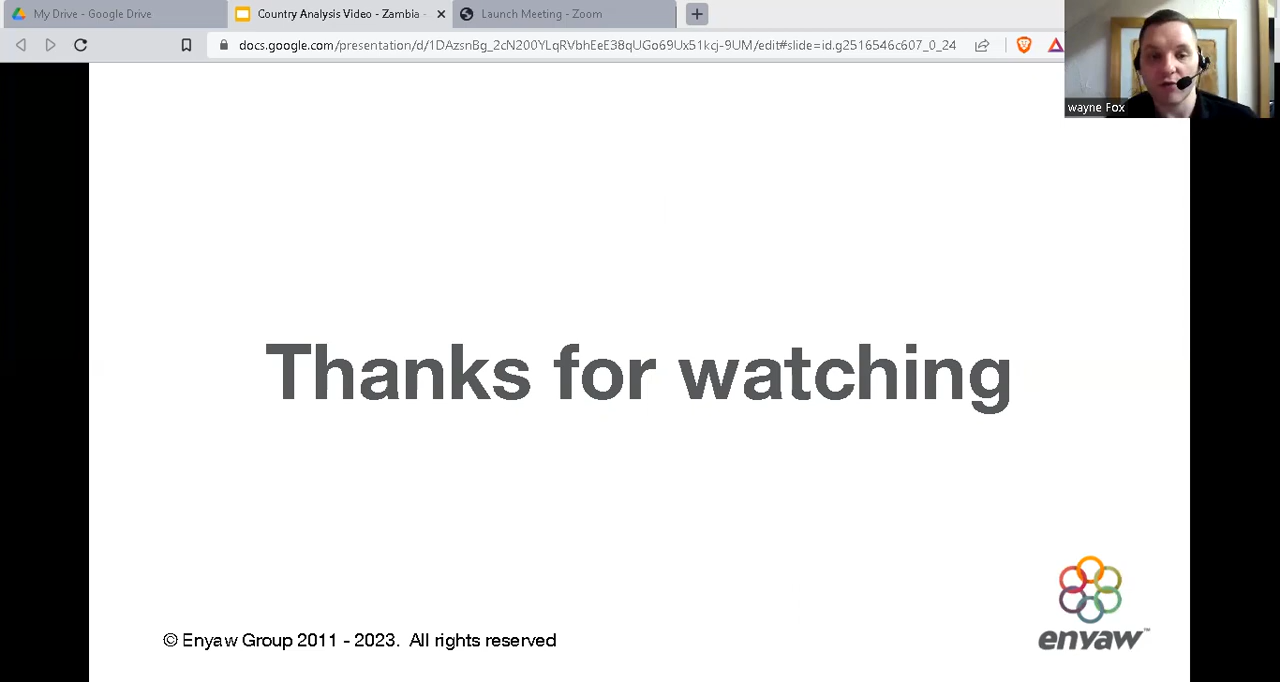 My Drive - Google Drive
Country Analysis Video - Zambia -
Launch Meeting - Zoom
docs.google.com/presentation/d/1DAzsnBg_2cN200YLqRVbhEeE38qUGo69Ux51kcj-9UM/edit#slide=id.g2516546c607_0_24
wayne Fox
Thanks for watching
© Enyaw Group 2011 - 2023. All rights reserved
enyaw™